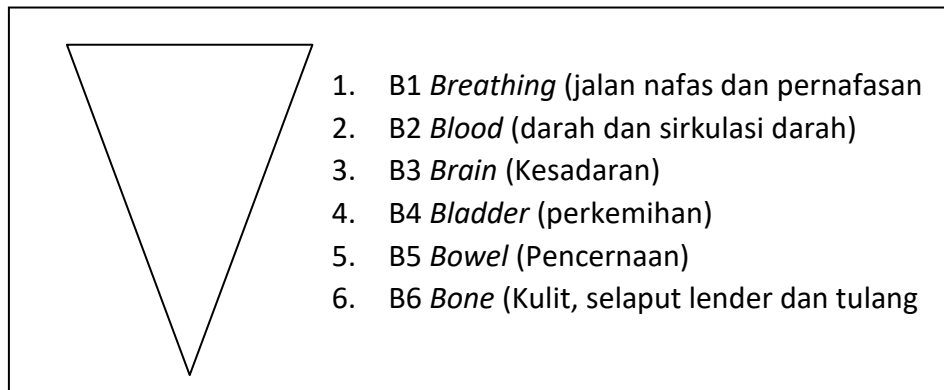 1. B1 Breathing (jalan nafas dan pernafasan
2. B2 Blood (darah dan sirkulasi darah)
3. B3 Brain (Kesadaran)
4. B4 Bladder (perkemihan)
5. B5 Bowel (Pencernaan)
6. B6 Bone (Kulit, selaput lender dan tulang